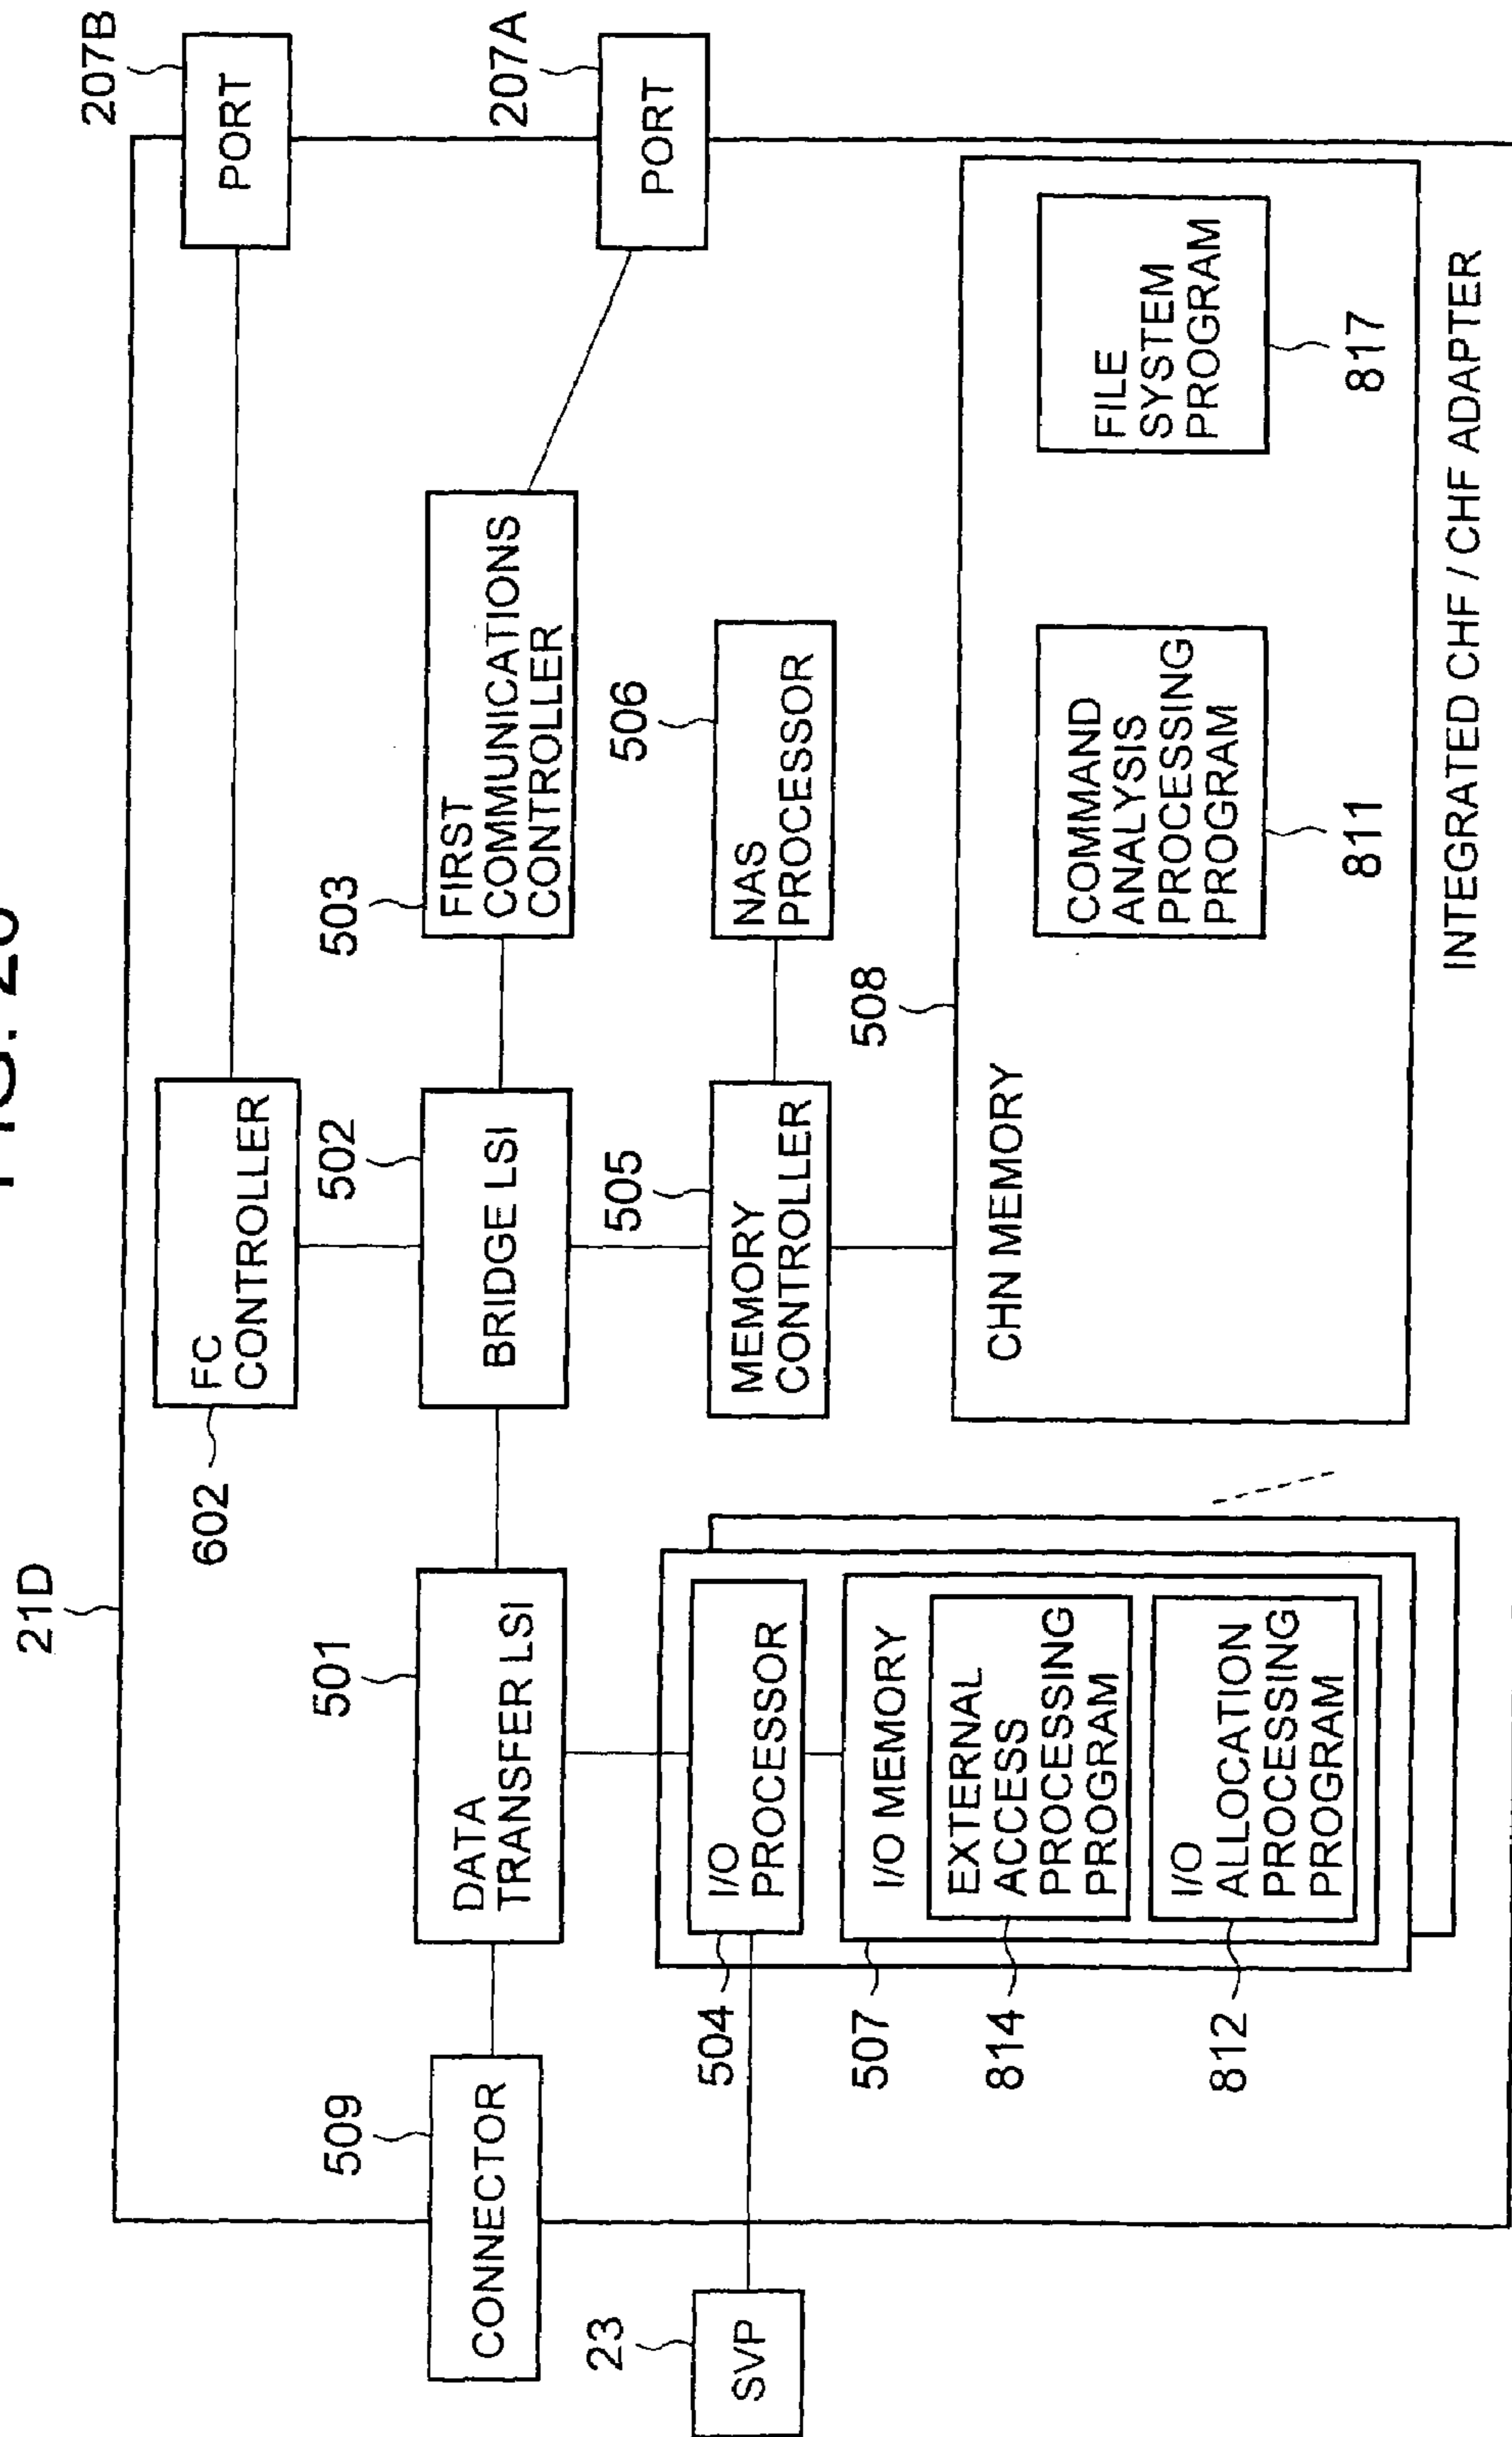 FIG.
21D
207B
PORT
FC
CONTROLLER
602
207A
PORT
509
CONNECTOR
501
DATA
TRANSFER LSI
502
BRIDGE LSI
503
FIRST
COMMUNICATIONS
CONTROLLER
23
SVP
504
I/O
PROCESSOR
505
MEMORY
CONTROLLER
506
NAS
PROCESSOR
507
I/O MEMORY
814
EXTERNAL
ACCESS
PROCESSING
PROGRAM
812
I/O
ALLOCATION
PROCESSING
PROGRAM
508
CHN MEMORY
COMMAND
ANALYSIS
PROCESSING
PROGRAM
811
FILE
SYSTEM
PROGRAM
817
INTEGRATED CHF / CHF ADAPTER